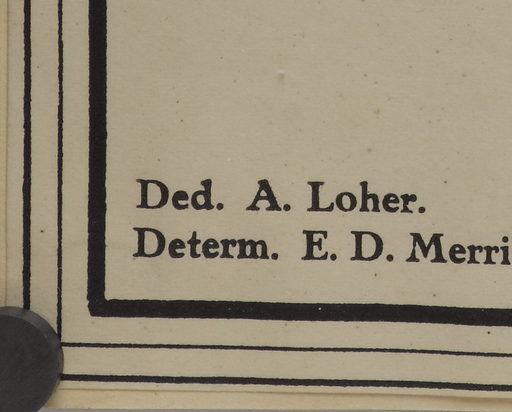 Ded. A. Loher.
Determ. E. D. Merri